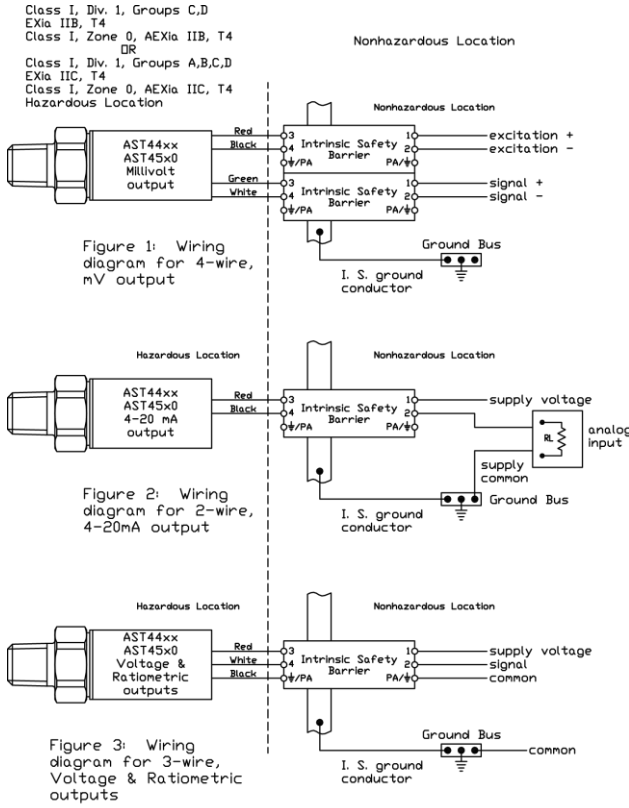 Class I, Div. 1, Groups C,D
EXia IIB, T4
Class I, Zone 0, AEXia IIB, T4
OR
Class I, Div. 1, Groups A,B,C,D
EXia IIC, T4
Class I, Zone 0, AEXia IIC, T4
Hazardous Location
Nonhazardous Location
Nonhazardous Location
AST44xx
AST45x0
Millivolt
output
Red
Black
Green
White
3
4
⏚/PA
Intrinsic Safety
Barrier
1
2
PA/⏚
excitation +
excitation -
3
4
⏚/PA
Intrinsic Safety
Barrier
1
2
PA/⏚
signal +
signal -
Ground Bus
I. S. ground
conductor
Figure 1: Wiring
diagram for 4-wire,
mV output
Hazardous Location
Nonhazardous Location
AST44xx
AST45x0
4-20 mA
output
Red
Black
3
4
⏚/PA
Intrinsic Safety
Barrier
1
2
PA/⏚
supply voltage
RL
analog
input
supply
common
Ground Bus
I. S. ground
conductor
Figure 2: Wiring
diagram for 2-wire,
4-20mA output
Hazardous Location
Nonhazardous Location
AST44xx
AST45x0
Voltage &
Ratiometric
outputs
Red
White
Black
3
4
⏚/PA
Intrinsic Safety
Barrier
1
2
PA/⏚
supply voltage
signal
common
Ground Bus
common
I. S. ground
conductor
Figure 3: Wiring
diagram for 3-wire,
Voltage & Ratiometric
outputs